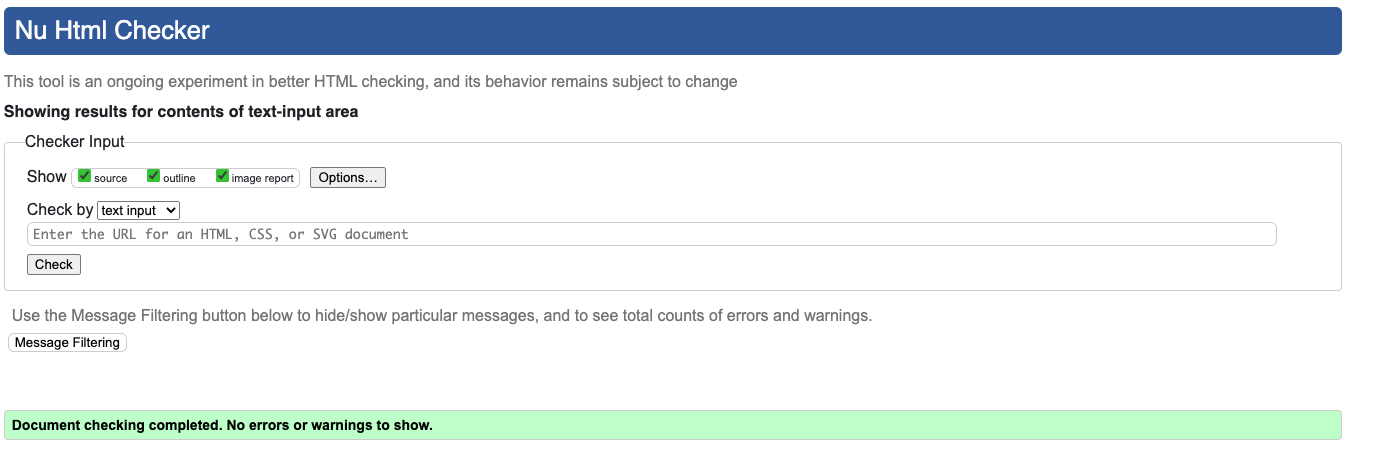 Nu Html Checker
This tool is an ongoing experiment in better HTML checking, and its behavior remains subject to change
Showing results for contents of text-input area
Checker Input
Show source outline image report Options...
Check by text input
Enter the URL for an HTML, CSS, or SVG document
Check
Use the Message Filtering button below to hide/show particular messages, and to see total counts of errors and warnings.
Message Filtering
Document checking completed. No errors or warnings to show.